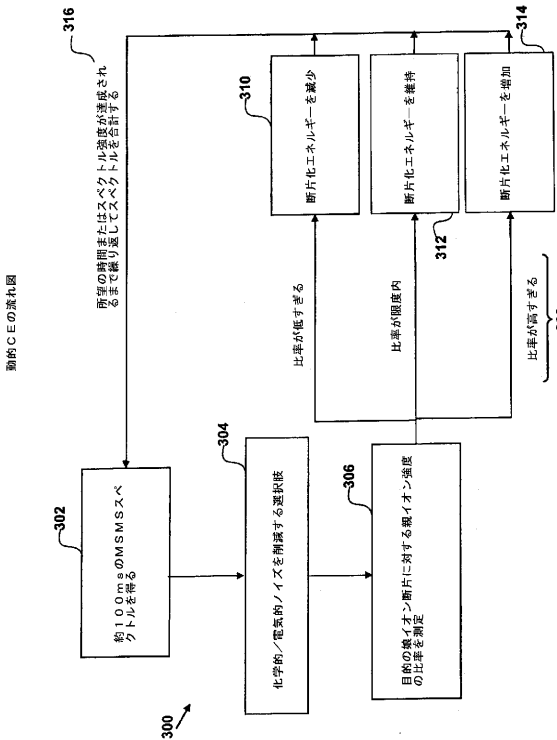 動的ＣＥの流れ図
300
302
約１００ｍｓのＭＳＭＳスペ
クトルを得る
304
化学的／電気的ノイズを削減する選択肢
306
目的の娘イオン断片に対する親イオン強度
の比率を測定
比率が低すぎる
比率が限度内
比率が高すぎる
310
断片化エネルギーを減少
312
断片化エネルギーを維持
314
断片化エネルギーを増加
316
所望の時間またはスペクトル強度が達成され
るまで繰り返してスペクトルを合計する